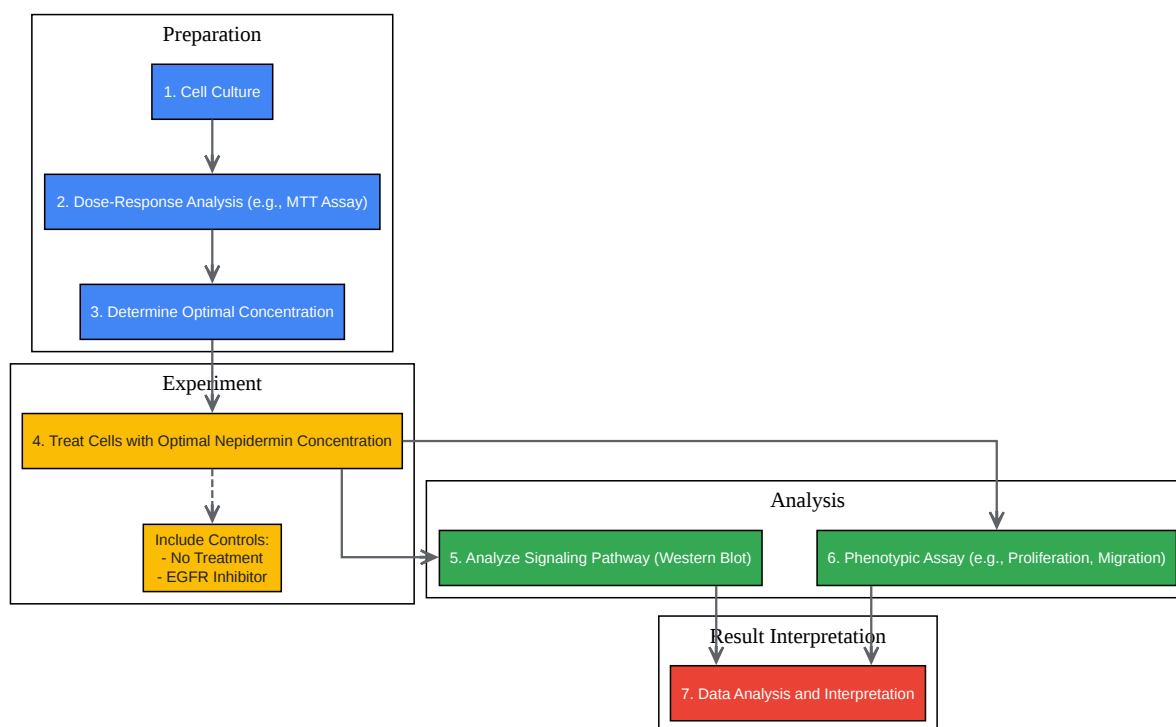 Preparation
1. Cell Culture
2. Dose-Response Analysis (e.g., MTT Assay)
3. Determine Optimal Concentration
Experiment
4. Treat Cells with Optimal Nepidermin Concentration
Include Controls:
- No Treatment
- EGFR Inhibitor
Analysis
5. Analyze Signaling Pathway (Western Blot)
6. Phenotypic Assay (e.g., Proliferation, Migration)
Result Interpretation
7. Data Analysis and Interpretation